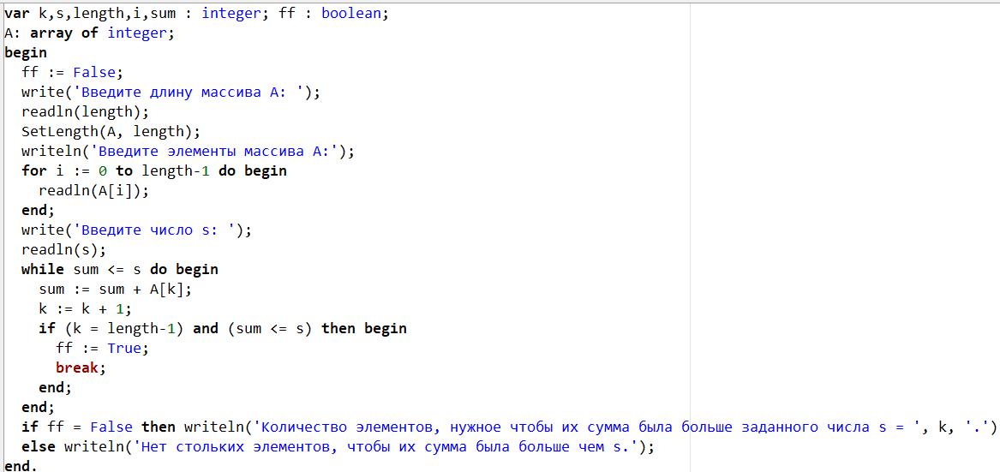 var k,s,length,i,sum : integer; ff : boolean;
A: array of integer;
begin
  ff := False;
  write('Введите длину массива A: ');
  readln(length);
  SetLength(A, length);
  writeln('Введите элементы массива A:');
  for i := 0 to length-1 do begin
    readln(A[i]);
  end;
  write('Введите число s: ');
  readln(s);
  while sum <= s do begin
    sum := sum + A[k];
    k := k + 1;
    if (k = length-1) and (sum <= s) then begin
      ff := True;
      break;
    end;
  end;
  if ff = False then writeln('Количество элементов, нужное чтобы их сумма была больше заданного числа s = ', k, '.')
  else writeln('Нет стольких элементов, чтобы их сумма была больше чем s.');
end.